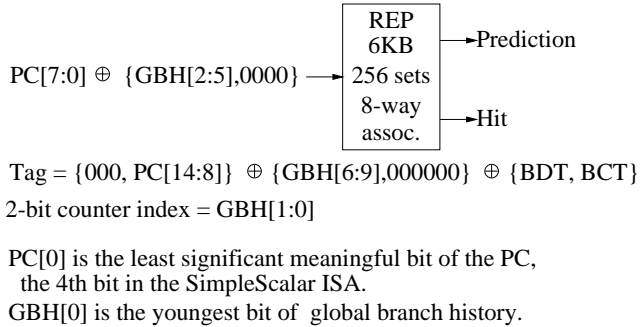 REP
6KB
256 sets
8-way
assoc.
Prediction
Hit
PC[7:0] ⊕ {GBH[2:5],0000}
Tag = {000, PC[14:8]} ⊕ {GBH[6:9],000000} ⊕ {BDT, BCT}
2-bit counter index = GBH[1:0]
PC[0] is the least significant meaningful bit of the PC,
the 4th bit in the SimpleScalar ISA.
GBH[0] is the youngest bit of global branch history.